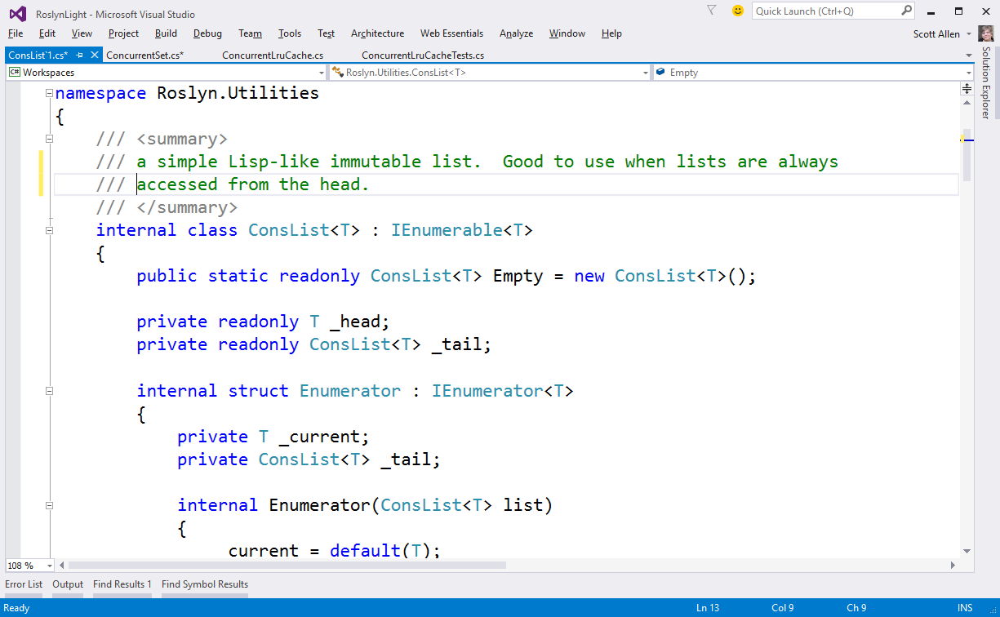 RoslynLight - Microsoft Visual Studio
Quick Launch (Ctrl+Q)
File Edit View Project Build Debug Team Tools Test Architecture Web Essentials Analyze Window Help
Scott Allen
ConsList`1.cs* ConcurrentSet.cs* ConcurrentLruCache.cs ConcurrentLruCacheTests.cs
C# Workspaces Roslyn.Utilities.ConsList<T> Empty
Solution Explorer
namespace Roslyn.Utilities
{
/// <summary>
/// a simple Lisp-like immutable list.  Good to use when lists are always
/// accessed from the head.
/// </summary>
internal class ConsList<T> : IEnumerable<T>
{
public static readonly ConsList<T> Empty = new ConsList<T>();
private readonly T _head;
private readonly ConsList<T> _tail;
internal struct Enumerator : IEnumerator<T>
{
private T _current;
private ConsList<T> _tail;
internal Enumerator(ConsList<T> list)
{
current = default(T);
108 %
Error List Output Find Results 1 Find Symbol Results
Ready Ln 13 Col 9 Ch 9 INS